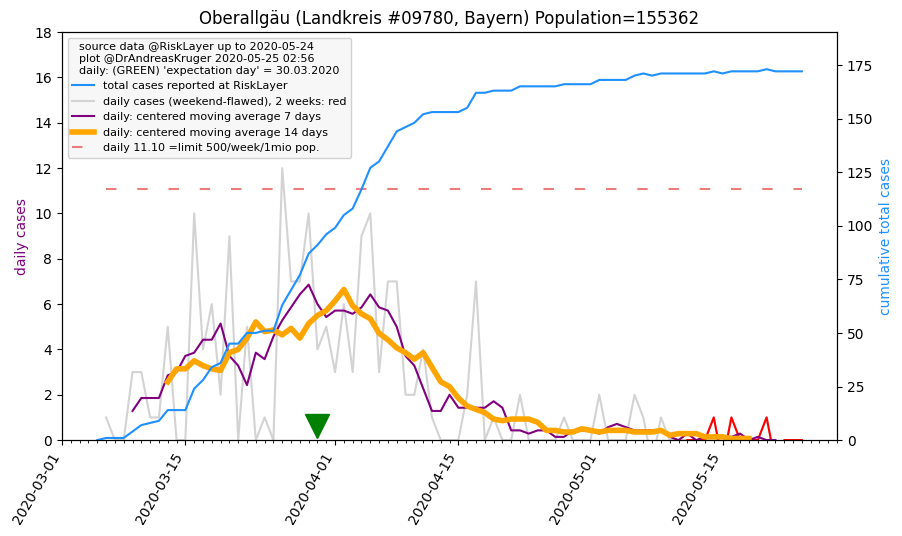 Oberallgäu (Landkreis #09780, Bayern) Population=155362
source data @RiskLayer up to 2020-05-24
plot @DrAndreasKruger 2020-05-25 02:56
daily: (GREEN) 'expectation day' = 30.03.2020
total cases reported at RiskLayer
daily cases (weekend-flawed), 2 weeks: red
daily: centered moving average 7 days
daily: centered moving average 14 days
daily 11.10 =limit 500/week/1mio pop.
daily cases
18
16
14
12
10
8
6
4
2
0
175
150
125
100
75
50
25
0
cumulative total cases
2020-03-01
2020-03-15
2020-04-01
2020-04-15
2020-05-01
2020-05-15